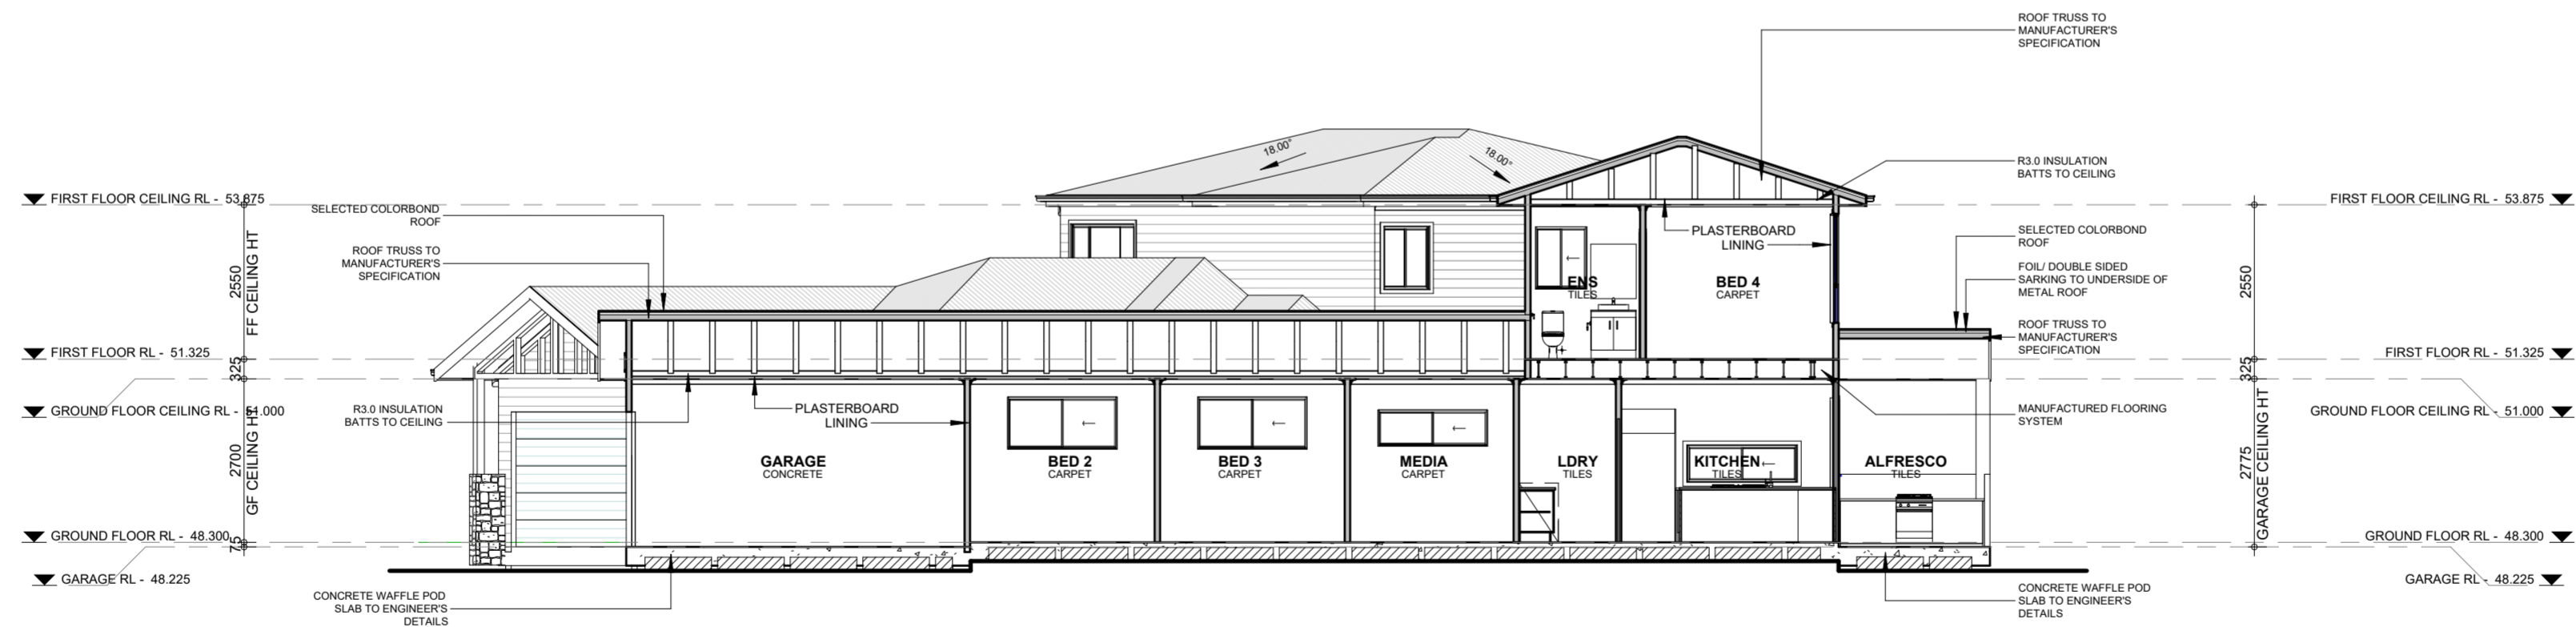 ROOF TRUSS TO
MANUFACTURER'S
SPECIFICATION
18.00°
18.00°
R3.0 INSULATION
BATTS TO CEILING
FIRST FLOOR CEILING RL - 53.875
FIRST FLOOR CEILING RL - 53.875
SELECTED COLORBOND
ROOF
ROOF TRUSS TO
MANUFACTURER'S
SPECIFICATION
2550
FF CEILING HT
PLASTERBOARD
LINING
ENS
TILES
BED 4
CARPET
SELECTED COLORBOND
ROOF
FOIL/ DOUBLE SIDED
SARKING TO UNDERSIDE OF
METAL ROOF
ROOF TRUSS TO
MANUFACTURER'S
SPECIFICATION
2550
FIRST FLOOR RL - 51.325
FIRST FLOOR RL - 51.325
325
325
GROUND FLOOR CEILING RL - 51.000
GROUND FLOOR CEILING RL - 51.000
R3.0 INSULATION
BATTS TO CEILING
PLASTERBOARD
LINING
MANUFACTURED FLOORING
SYSTEM
2700
GF CEILING HT
GARAGE
CONCRETE
BED 2
CARPET
BED 3
CARPET
MEDIA
CARPET
LDRY
TILES
KITCHEN
TILES
ALFRESCO
TILES
2775
GARAGE CEILING HT
GROUND FLOOR RL - 48.300
GROUND FLOOR RL - 48.300
75
GARAGE RL - 48.225
GARAGE RL - 48.225
CONCRETE WAFFLE POD
SLAB TO ENGINEER'S
DETAILS
CONCRETE WAFFLE POD
SLAB TO ENGINEER'S
DETAILS